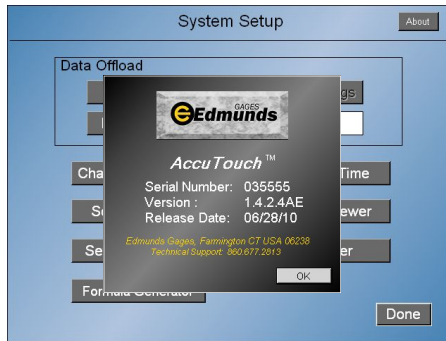 System Setup
About
Data Offload
gs
EGAGES
Edmunds
AccuTouch™
Cha
Time
Serial Number: 035555
Version : 1.4.2.4AE
Release Date: 06/28/10
So
ewer
Edmunds Gages, Farmington CT USA 06238
Technical Support: 860.677.2813
Se
er
OK
Formula Generator
Done